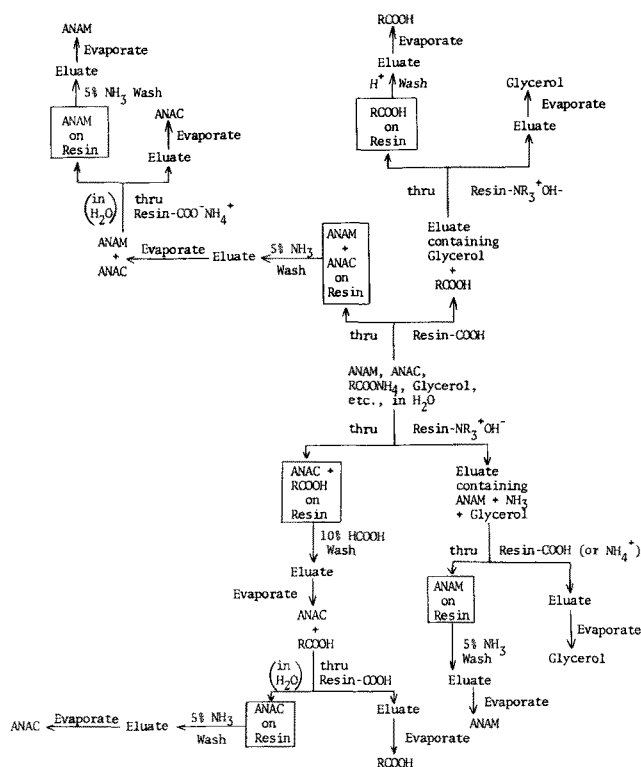 ANAM
Evaporate
Eluate
5% NH3 Wash
ANAM
on
Resin
ANAC
Evaporate
Eluate
(in
H2O)
thru
Resin-COO-NH4+
ANAM
+
ANAC
Evaporate
Eluate
5% NH3
Wash
ANAM
+
ANAC on
Resin
RCOOH
Evaporate
Eluate
H+ Wash
RCOOH
on
Resin
Glycerol
Evaporate
Eluate
thru Resin-NR3+OH-
Eluate
containing
Glycerol
+
RCOOH
thru Resin-COOH
ANAM, ANAC,
RCOONH4, Glycerol,
etc., in H2O
thru Resin-NR3+OH-
ANAC +
RCOOH
on
Resin
10% HCOOH
Wash
Eluate
Evaporate
ANAC
+
RCOOH
(in
H2O)
thru
Resin-COOH
ANAC
on Resin
5% NH3
Wash
Eluate
Evaporate
ANAC
Eluate
Evaporate
RCOOH
Eluate
containing
ANAM + NH3
+ Glycerol
thru Resin-COOH (or NH4+)
ANAM
on
Resin
5% NH3
Wash
Eluate
Evaporate
ANAM
Eluate
Evaporate
Glycerol